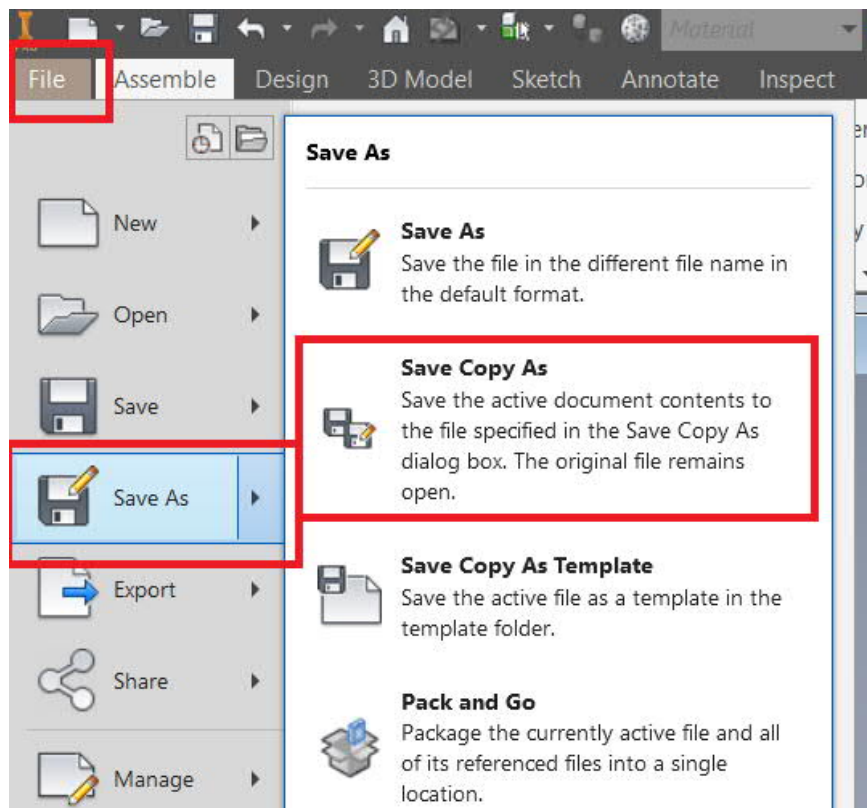 Material
File Assemble Design 3D Model Sketch Annotate Inspect
Save As
New
Open
Save
Save As
Export
Share
Manage
Save As
Save the file in the different file name in
the default format.
Save Copy As
Save the active document contents to
the file specified in the Save Copy As
dialog box. The original file remains
open.
Save Copy As Template
Save the active file as a template in the
template folder.
Pack and Go
Package the currently active file and all
of its referenced files into a single
location.